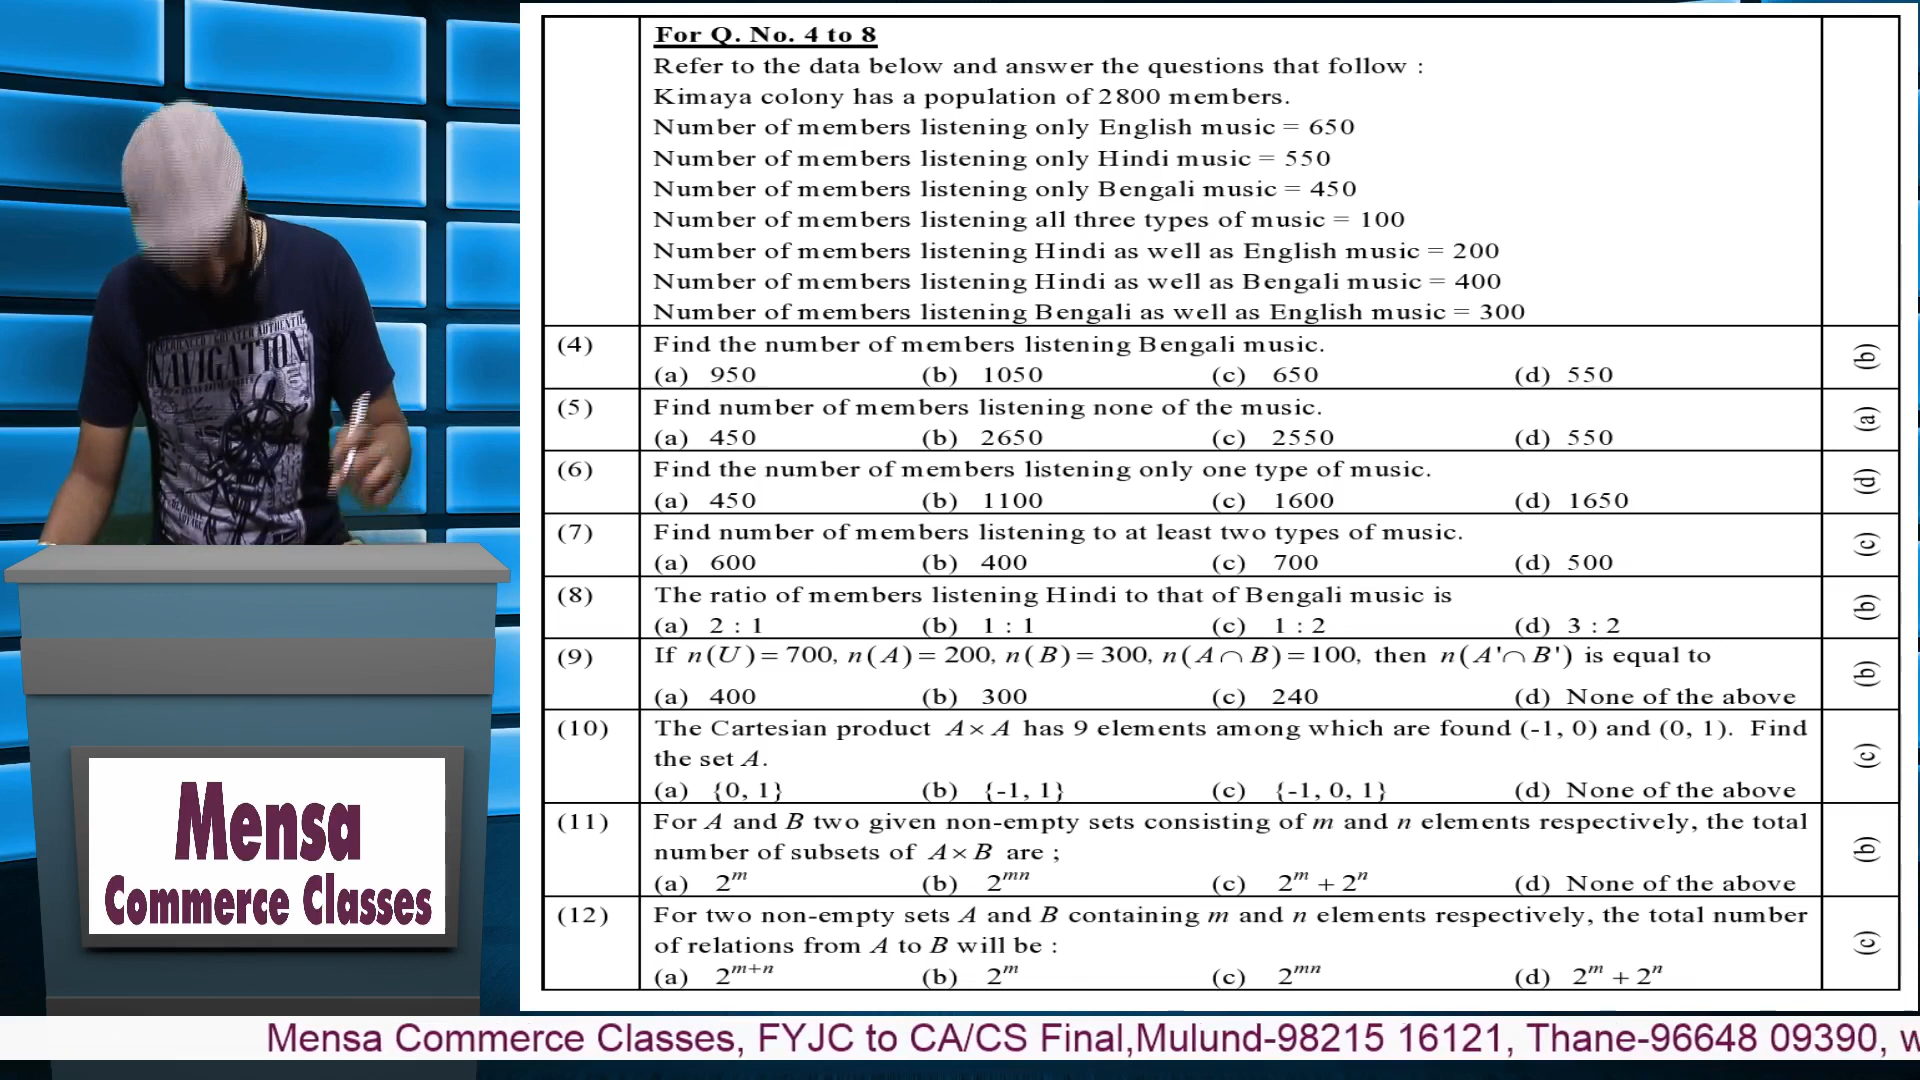 For Q. No. 4 to 8
Refer to the data below and answer the questions that follow :
Kimaya colony has a population of 2800 members.
Number of members listening only English music = 650
Number of members listening only Hindi music = 550
Number of members listening only Bengali music = 450
Number of members listening all three types of music = 100
Number of members listening Hindi as well as English music = 200
Number of members listening Hindi as well as Bengali music = 400
Number of members listening Bengali as well as English music = 300
(4) Find the number of members listening Bengali music. (b)
(a) 950 (b) 1050 (c) 650 (d) 550
(5) Find number of members listening none of the music. (a)
(a) 450 (b) 2650 (c) 2550 (d) 550
(6) Find the number of members listening only one type of music. (d)
(a) 450 (b) 1100 (c) 1600 (d) 1650
(7) Find number of members listening to at least two types of music. (c)
(a) 600 (b) 400 (c) 700 (d) 500
(8) The ratio of members listening Hindi to that of Bengali music is (b)
(a) 2 : 1 (b) 1 : 1 (c) 1 : 2 (d) 3 : 2
(9) If n(U) = 700, n(A) = 200, n(B) = 300, n(A ∩ B) = 100, then n(A' ∩ B') is equal to (b)
(a) 400 (b) 300 (c) 240 (d) None of the above
(10) The Cartesian product A × A has 9 elements among which are found (-1, 0) and (0, 1). Find
the set A. (c)
(a) {0, 1} (b) {-1, 1} (c) {-1, 0, 1} (d) None of the above
(11) For A and B two given non-empty sets consisting of m and n elements respectively, the total
number of subsets of A × B are ; (b)
(a) 2^m (b) 2^mn (c) 2^m + 2^n (d) None of the above
(12) For two non-empty sets A and B containing m and n elements respectively, the total number
of relations from A to B will be : (c)
(a) 2^m+n (b) 2^m (c) 2^mn (d) 2^m + 2^n
NAVIGATION
Mensa
Commerce Classes
Mensa Commerce Classes, FYJC to CA/CS Final,Mulund-98215 16121, Thane-96648 09390,